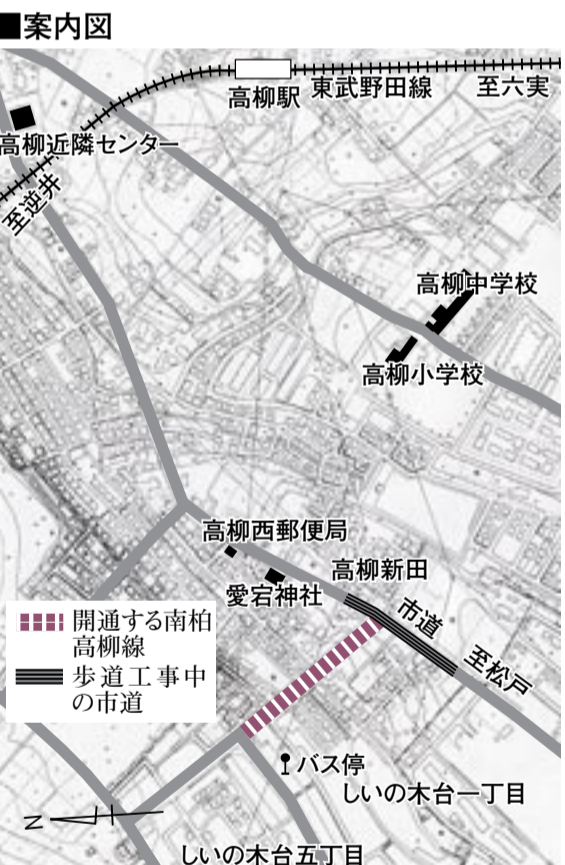 ■案内図
高柳駅
東武野田線
至六実
高柳近隣センター
至逆井
高柳中学校
高柳小学校
高柳西郵便局
高柳新田
愛宕神社
市道
至松戸
開通する南柏
高柳線
歩道工事中
の市道
バス停
しいの木台一丁目
しいの木台五丁目
N